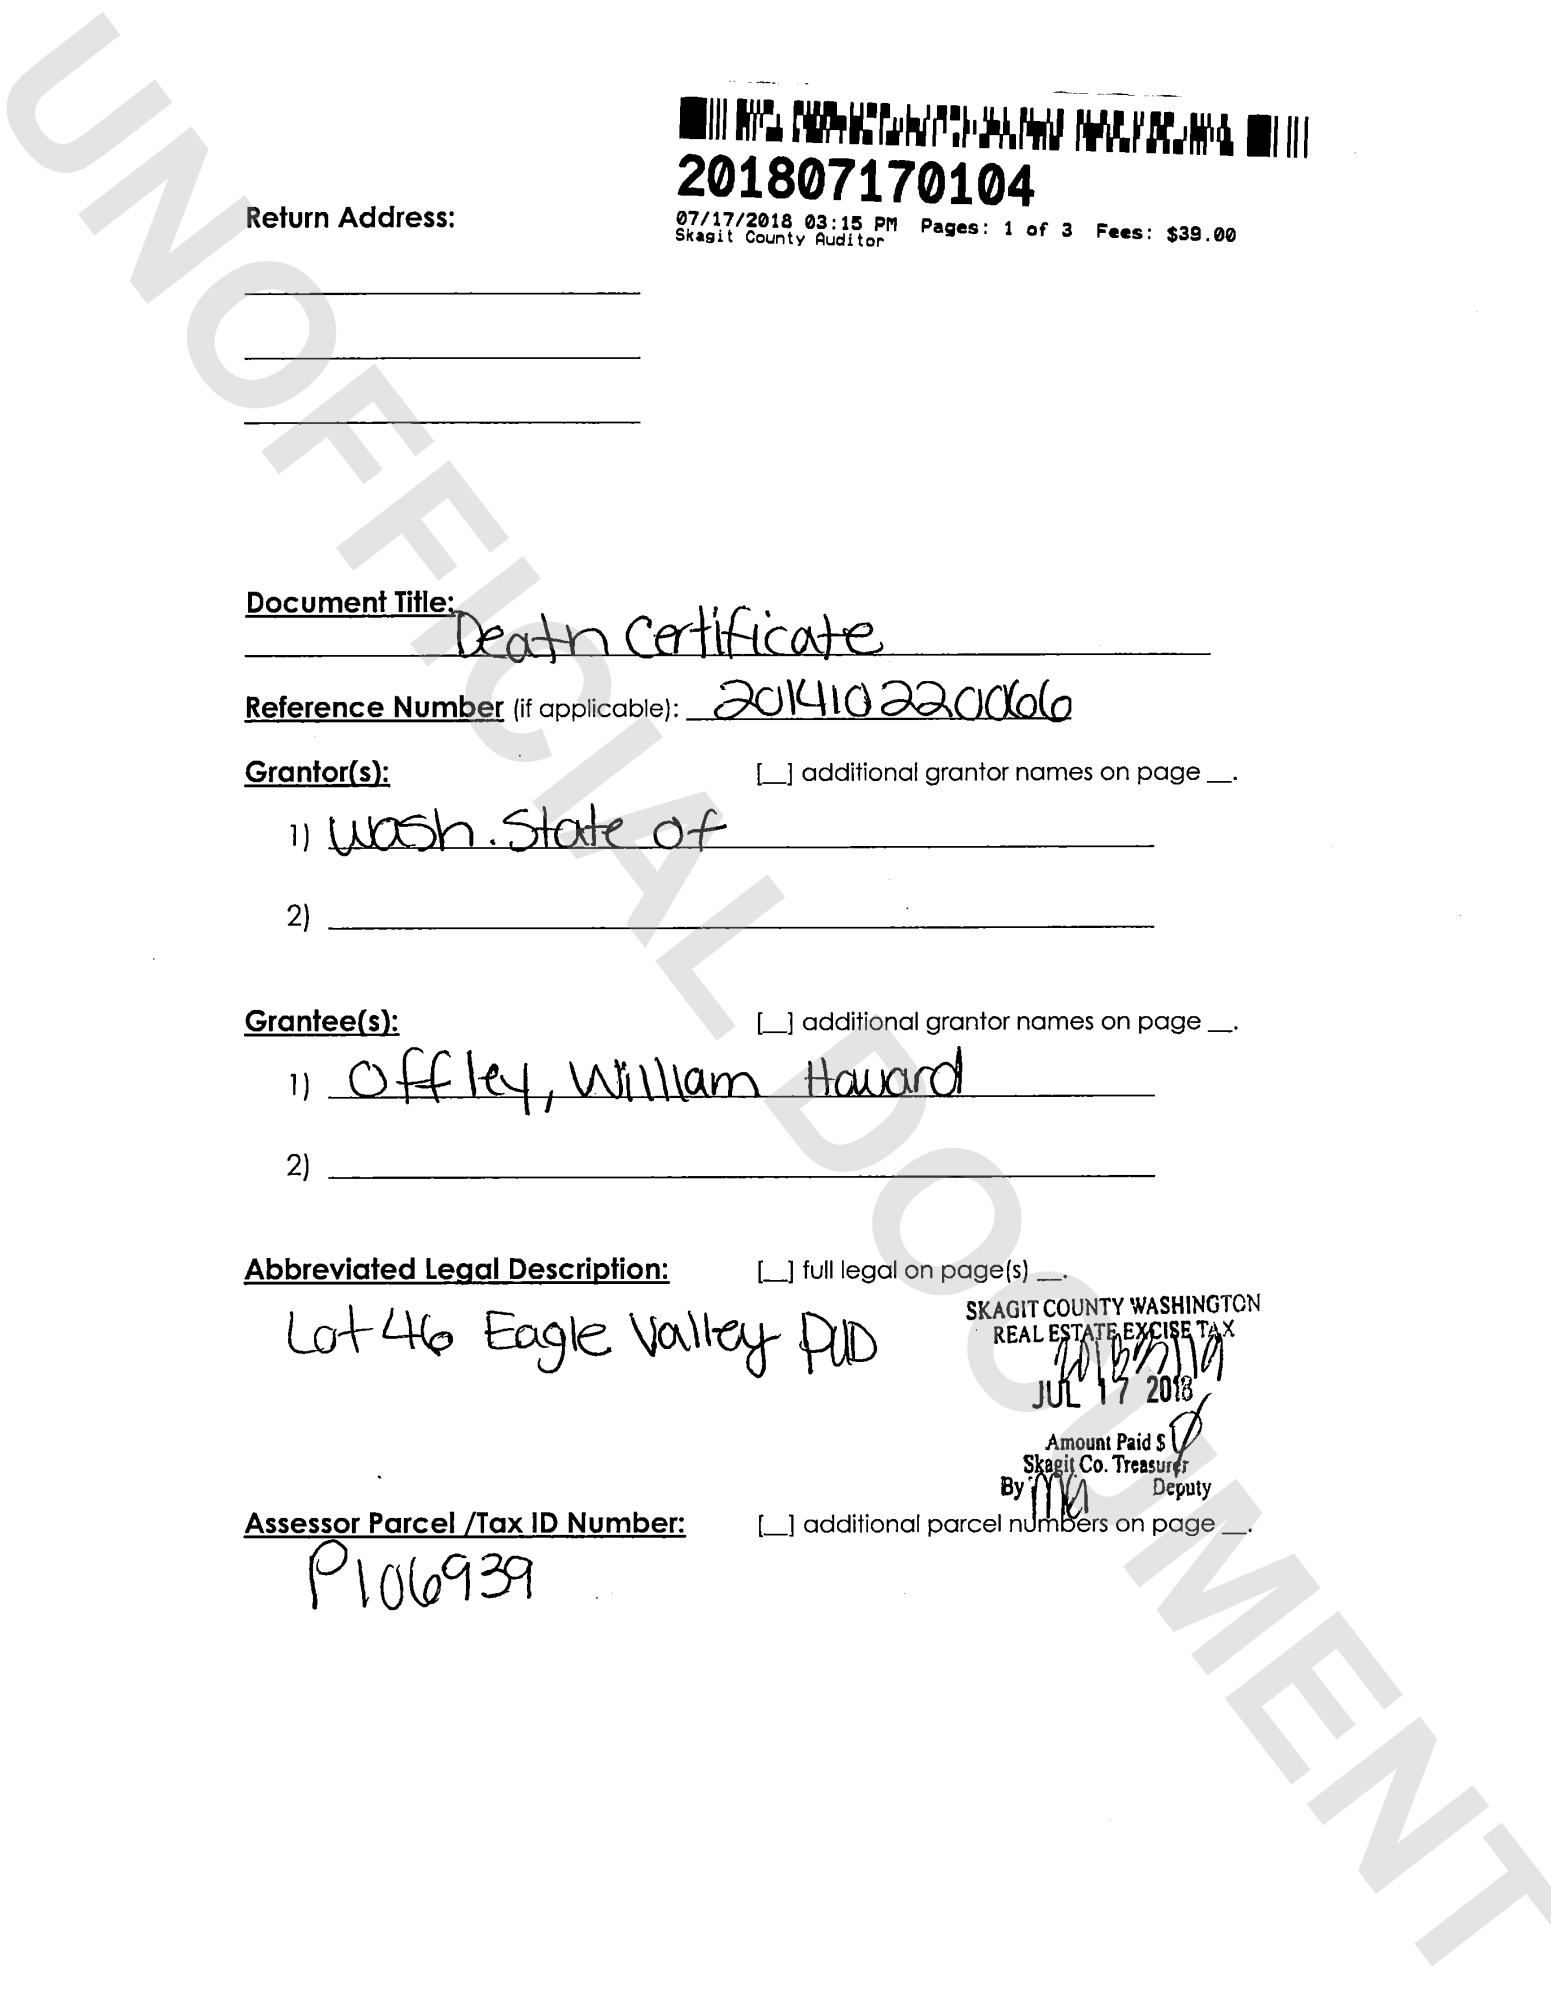 201807170104
07/17/2018 03:15 PM Pages: 1 of 3 Fees: $39.00
Skagit County Auditor
Return Address:
Document Title:
Death Certificate
Reference Number (if applicable): 201410220066
Grantor(s): [__] additional grantor names on page __.
1) Wash. State of
2)
Grantee(s): [__] additional grantor names on page __.
1) Offley, William Howard
2)
Abbreviated Legal Description: [__] full legal on page(s) __.
Lot 46 Eagle Valley PUD
SKAGIT COUNTY WASHINGTON
REAL ESTATE EXCISE TAX
JUL 17 2018
Amount Paid $
Skagit Co. Treasurer
By Deputy
Assessor Parcel /Tax ID Number: [__] additional parcel numbers on page __.
P106939
UNOFFICIAL DOCUMENT